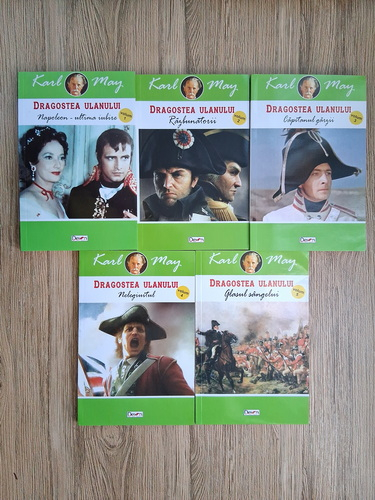 Karl May
DRAGOSTEA ULANULUI
Napoleon - ultima iubire
Karl May
DRAGOSTEA ULANULUI
Răzbunătorii
Karl May
DRAGOSTEA ULANULUI
Căpitanul gărzii
Karl May
DRAGOSTEA ULANULUI
Nelegiuitul
Karl May
DRAGOSTEA ULANULUI
Glasul sângelui